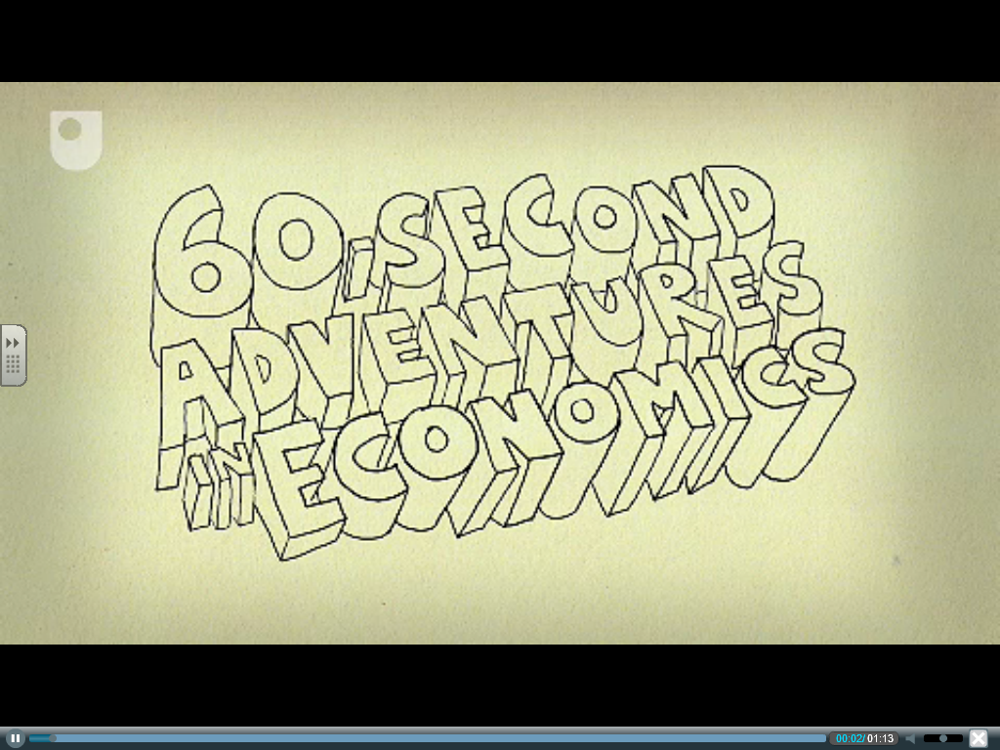 60 SECOND
ADVENTURES
IN ECONOMICS
00:02/01:13